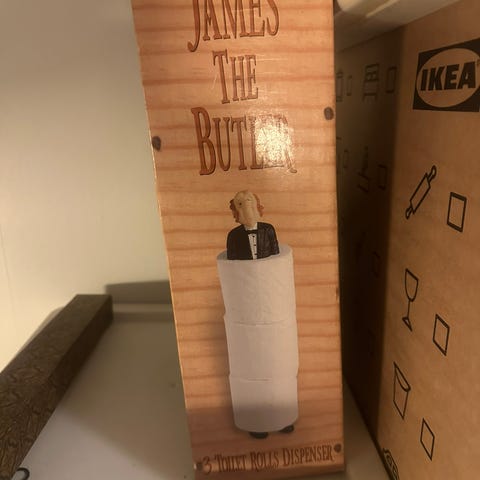 JAMES
THE
BUTLER
3 TOILET ROLLS DISPENSER
IKEA